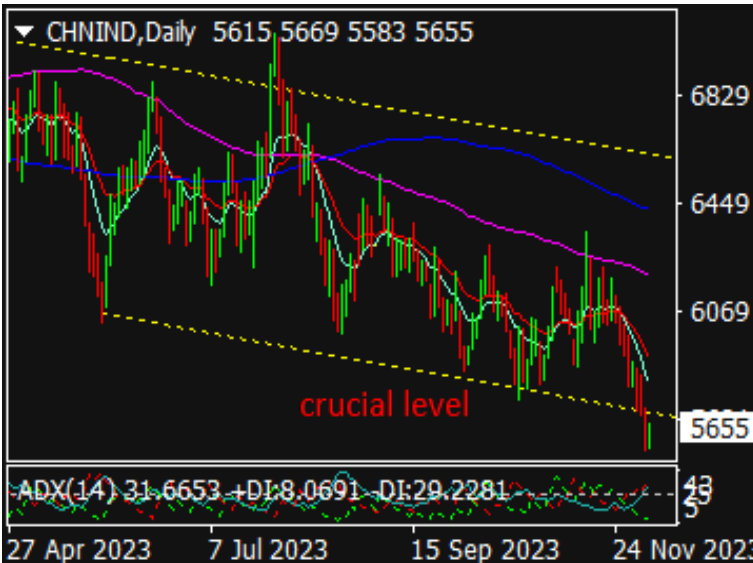 CHNIND,Daily 5615 5669 5583 5655
6829
6449
6069
crucial level
5655
ADX(14) 31.6653 +DI:8.0691 -DI:29.2281
43
25
5
27 Apr 2023 7 Jul 2023 15 Sep 2023 24 Nov 2023